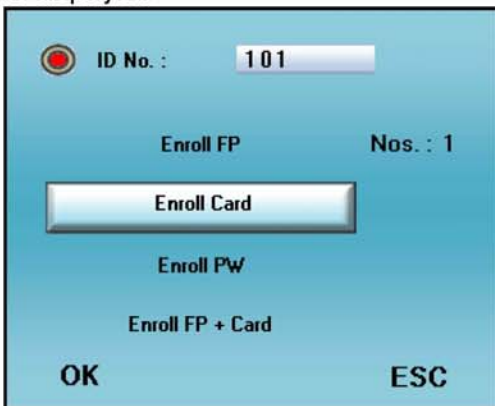 ID No. : 101
Enroll FP Nos. : 1
Enroll Card
Enroll PW
Enroll FP + Card
OK ESC